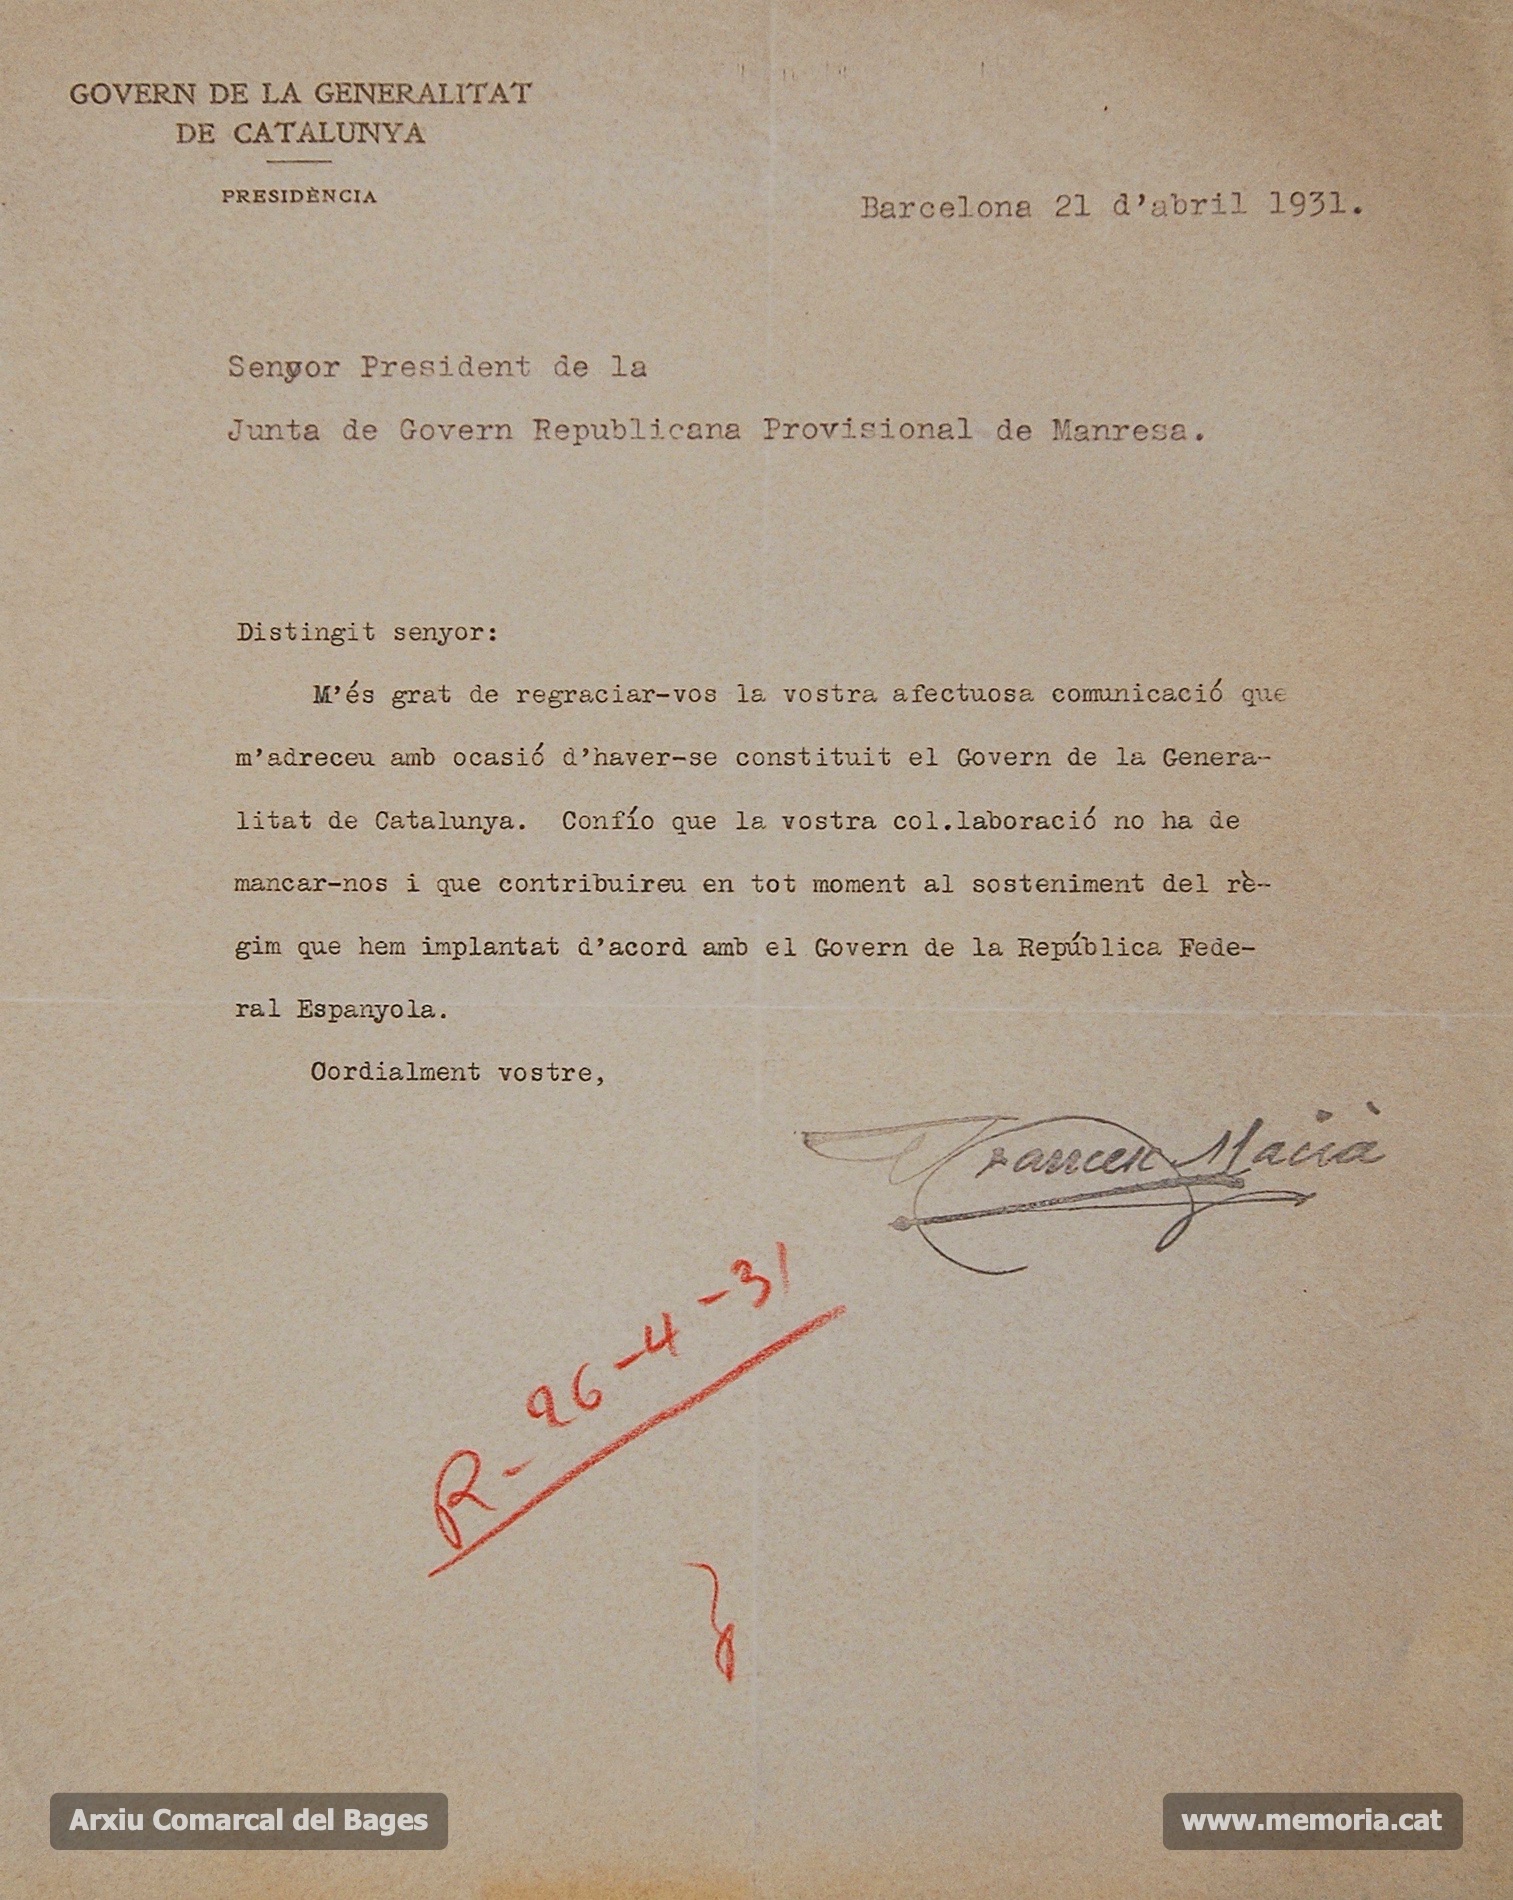 GOVERN DE LA GENERALITAT
DE CATALUNYA
PRESIDÈNCIA
Barcelona 21 d'abril 1931.
Senyor President de la
Junta de Govern Republicana Provisional de Manresa.
Distingit senyor:
M'és grat de regraciar-vos la vostra afectuosa comunicació que
m'adreceu amb ocasió d'haver-se constituit el Govern de la Genera-
litat de Catalunya. Confío que la vostra col.laboració no ha de
mancar-nos i que contribuireu en tot moment al sosteniment del rè-
gim que hem implantat d'acord amb el Govern de la República Fede-
ral Espanyola.
Cordialment vostre,
Francesc Macià
R- 26-4-31
Arxiu Comarcal del Bages
www.memoria.cat